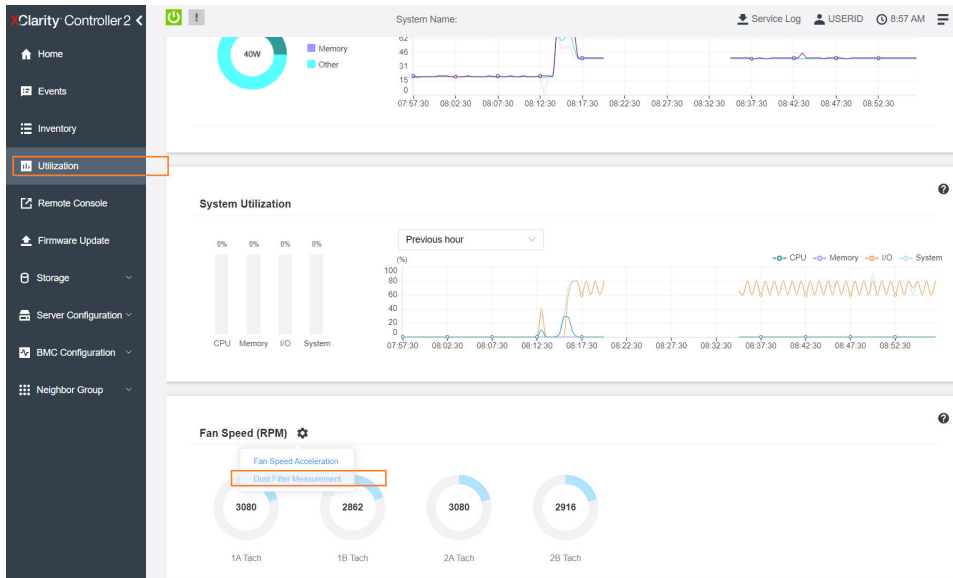 XClarity Controller 2
System Name:
Service Log
USERID
8:57 AM
Home
Events
Inventory
Utilization
Remote Console
Firmware Update
Storage
Server Configuration
BMC Configuration
Neighbor Group
40W
Memory
Other
62
46
31
15
0
07:57:30 08:02:30 08:07:30 08:12:30 08:17:30 08:22:30 08:27:30 08:32:30 08:37:30 08:42:30 08:47:30 08:52:30
System Utilization
0% 0% 0% 0%
CPU Memory I/O System
Previous hour
(%)
CPU Memory I/O System
100
80
60
40
20
0
07:57:30 08:02:30 08:07:30 08:12:30 08:17:30 08:22:30 08:27:30 08:32:30 08:37:30 08:42:30 08:47:30 08:52:30
Fan Speed (RPM)
Fan Speed Acceleration
Dust Filter Measurement
3080 2862 3080 2916
1A Tach 1B Tach 2A Tach 2B Tach